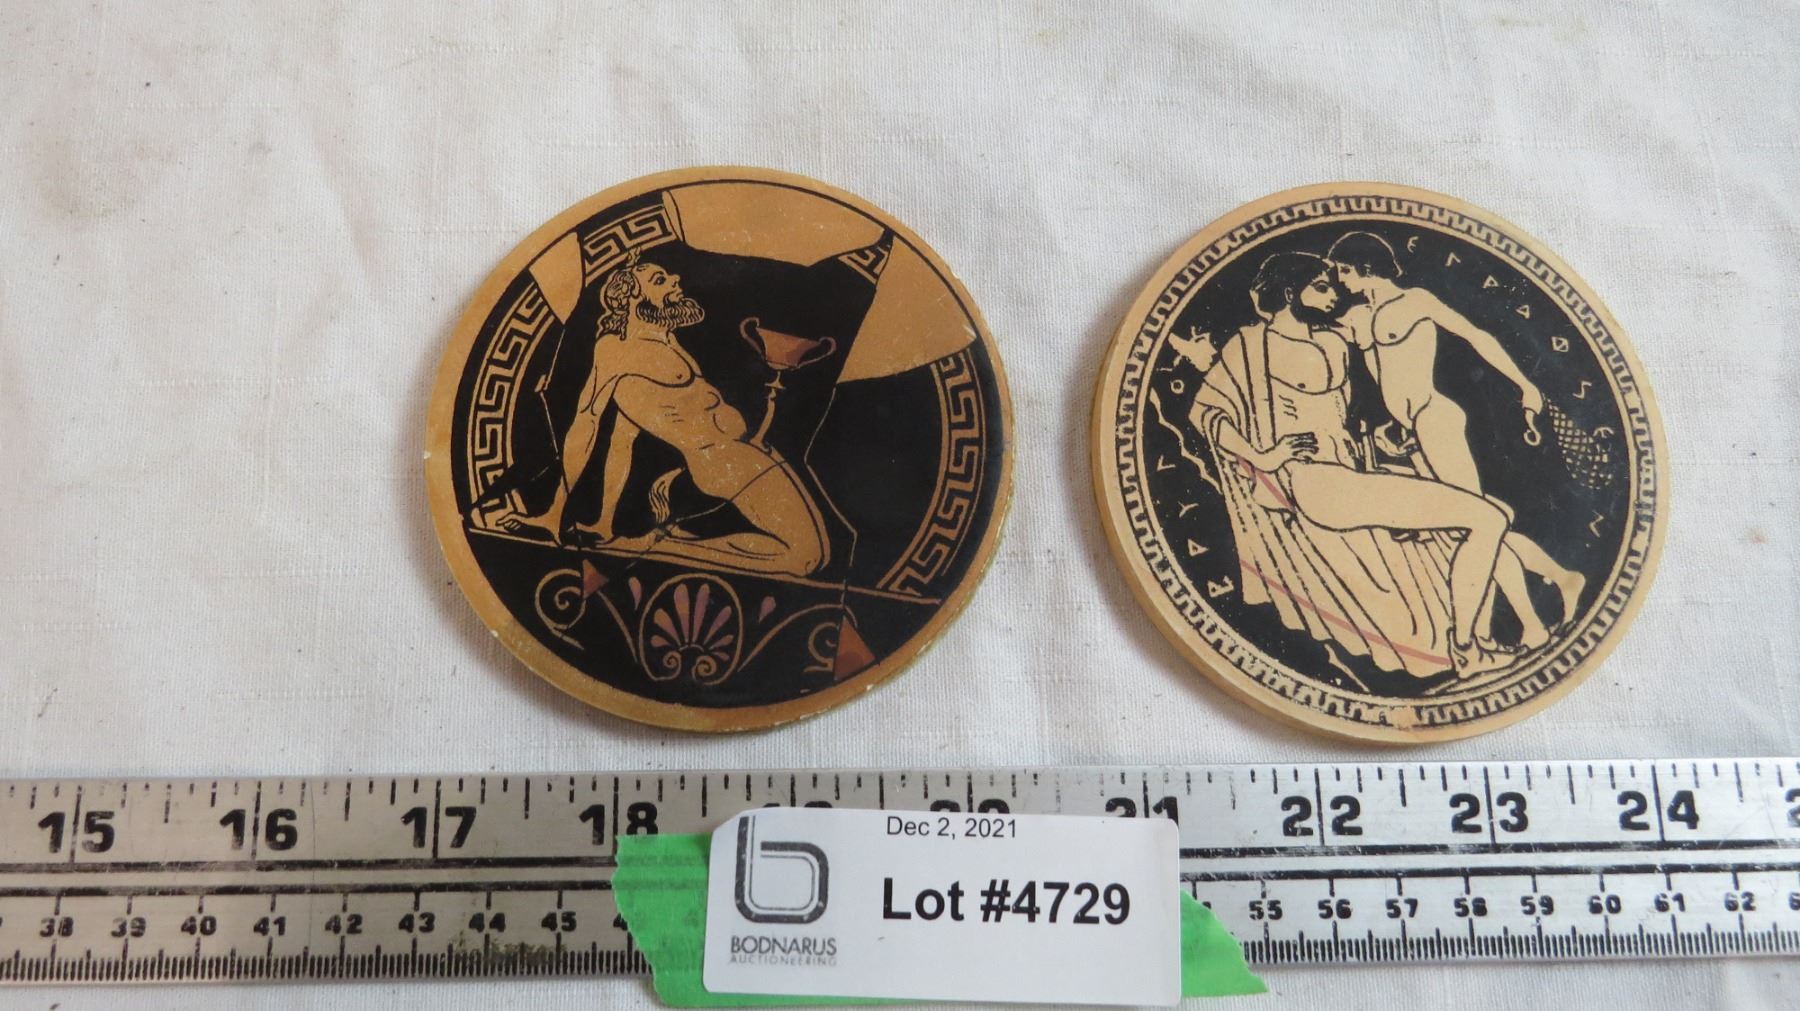 Ε Γ Ρ Α Φ Σ Ε Ν
15 16 17 18 21 22 23 24
Dec 2, 2021
Lot #4729
BODNARUS
AUCTIONEERING
38 39 40 41 42 43 44 45 55 56 57 58 59 60 61 62